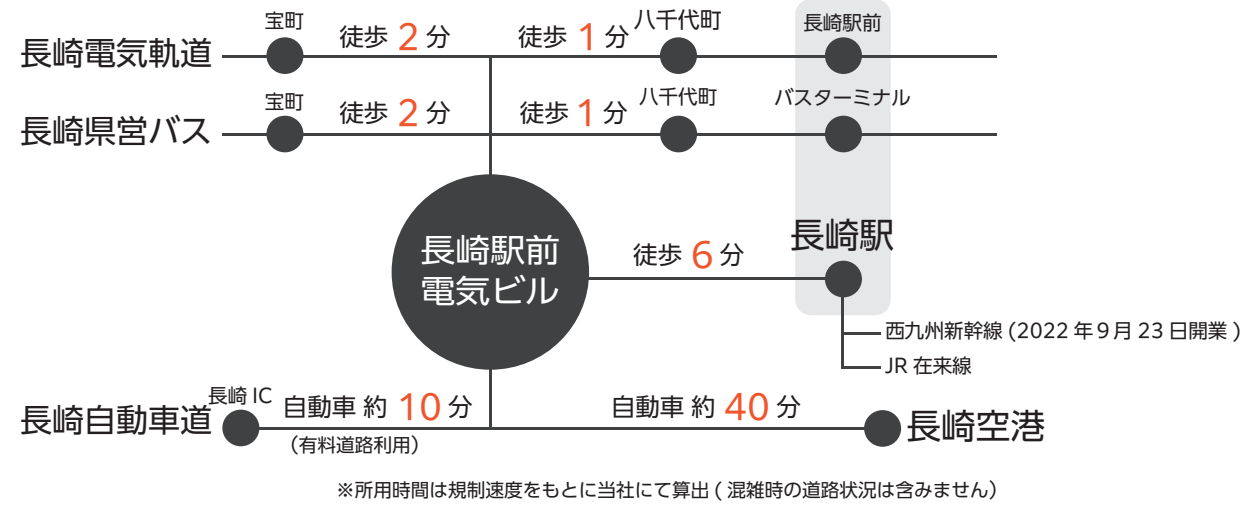 長崎電気軌道
宝町
徒歩 2 分
徒歩 1 分
八千代町
長崎駅前
長崎県営バス
宝町
徒歩 2 分
徒歩 1 分
八千代町
バスターミナル
長崎駅前
電気ビル
徒歩 6 分
長崎駅
西九州新幹線 (2022 年9月 23 日開業 )
JR 在来線
長崎自動車道
長崎 IC
自動車 約 10 分
(有料道路利用)
自動車 約 40 分
長崎空港
※所用時間は規制速度をもとに当社にて算出 ( 混雑時の道路状況は含みません)